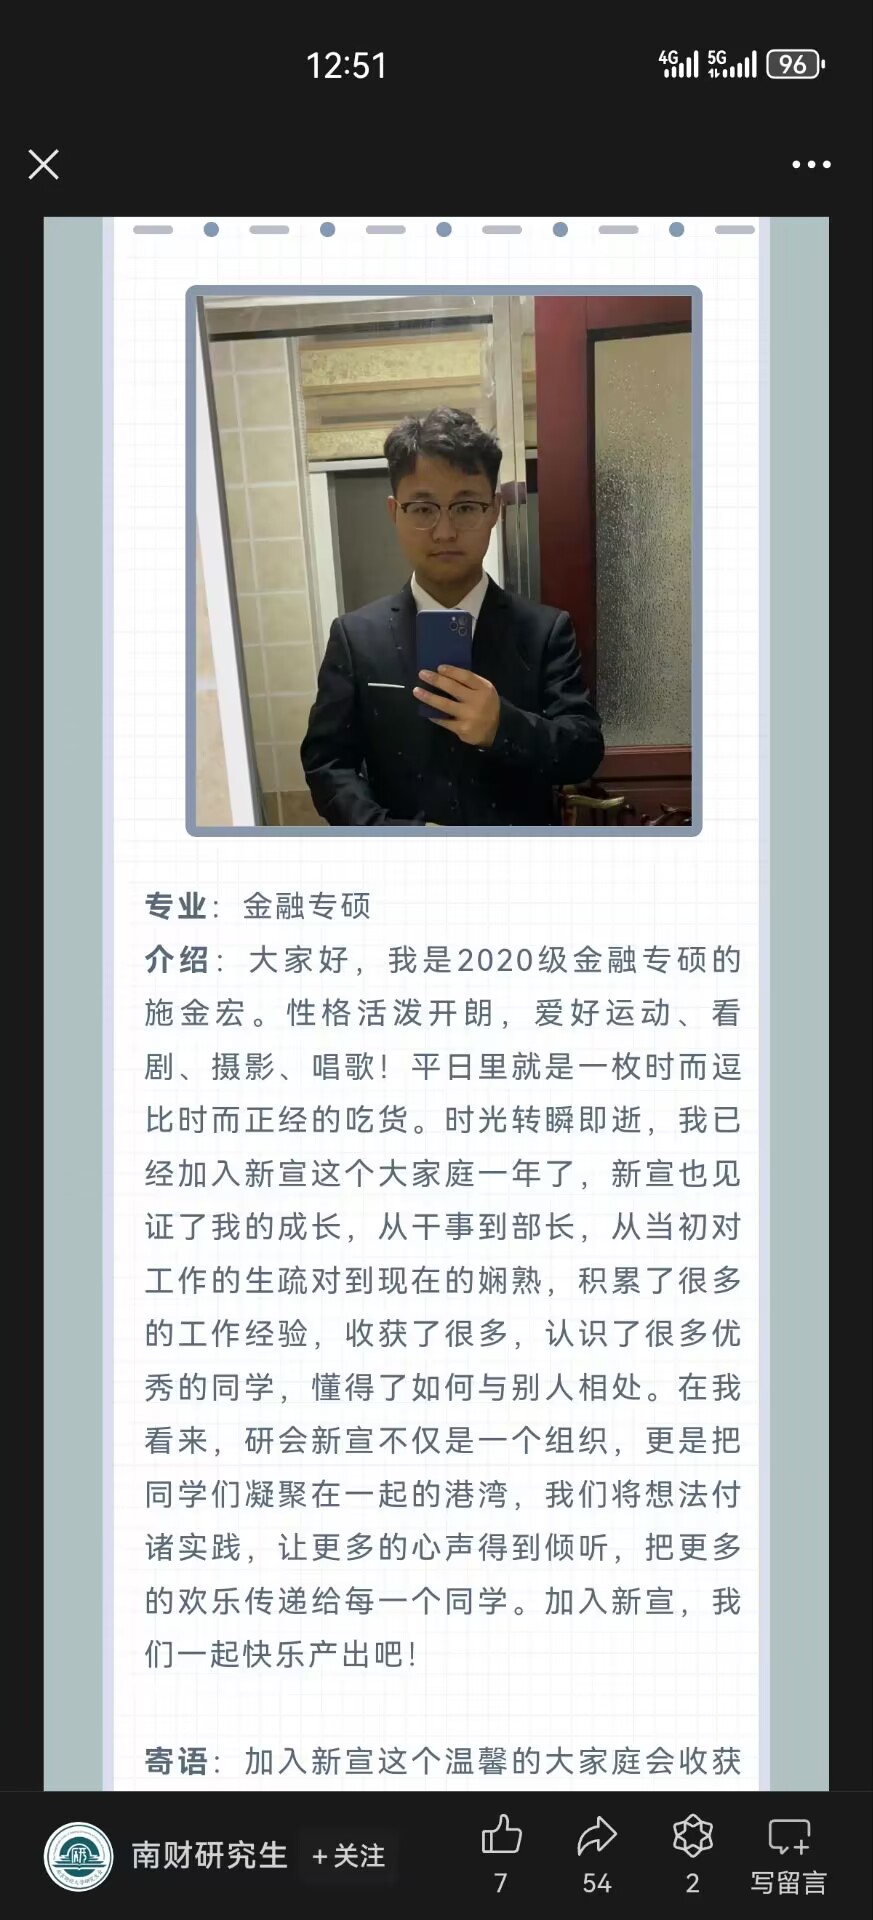 12:51
4G 5G 96
专业：金融专硕
介绍：大家好，我是2020级金融专硕的
施金宏。性格活泼开朗，爱好运动、看
剧、摄影、唱歌！平日里就是一枚时而逗
比时而正经的吃货。时光转瞬即逝，我已
经加入新宣这个大家庭一年了，新宣也见
证了我的成长，从干事到部长，从当初对
工作的生疏对到现在的娴熟，积累了很多
的工作经验，收获了很多，认识了很多优
秀的同学，懂得了如何与别人相处。在我
看来，研会新宣不仅是一个组织，更是把
同学们凝聚在一起的港湾，我们将想法付
诸实践，让更多的心声得到倾听，把更多
的欢乐传递给每一个同学。加入新宣，我
们一起快乐产出吧！
寄语：加入新宣这个温馨的大家庭会收获
南财研究生 +关注
7 54 2 写留言